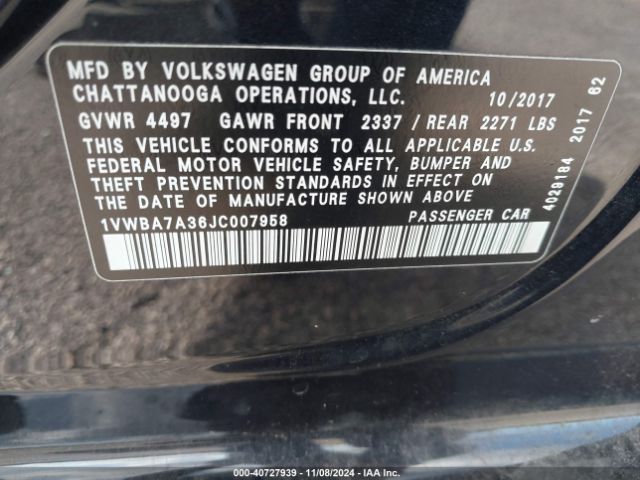 MFD BY VOLKSWAGEN GROUP OF AMERICA
CHATTANOOGA OPERATIONS, LLC. 10/2017
GVWR 4497 GAWR FRONT 2337 / REAR 2271 LBS
THIS VEHICLE CONFORMS TO ALL APPLICABLE U.S.
FEDERAL MOTOR VEHICLE SAFETY, BUMPER AND
THEFT PREVENTION STANDARDS IN EFFECT ON
THE DATE OF MANUFACTURE SHOWN ABOVE
1VWBA7A36JC007958 PASSENGER CAR
4029184 2017 62
000-40727939 - 11/08/2024 - IAA Inc.